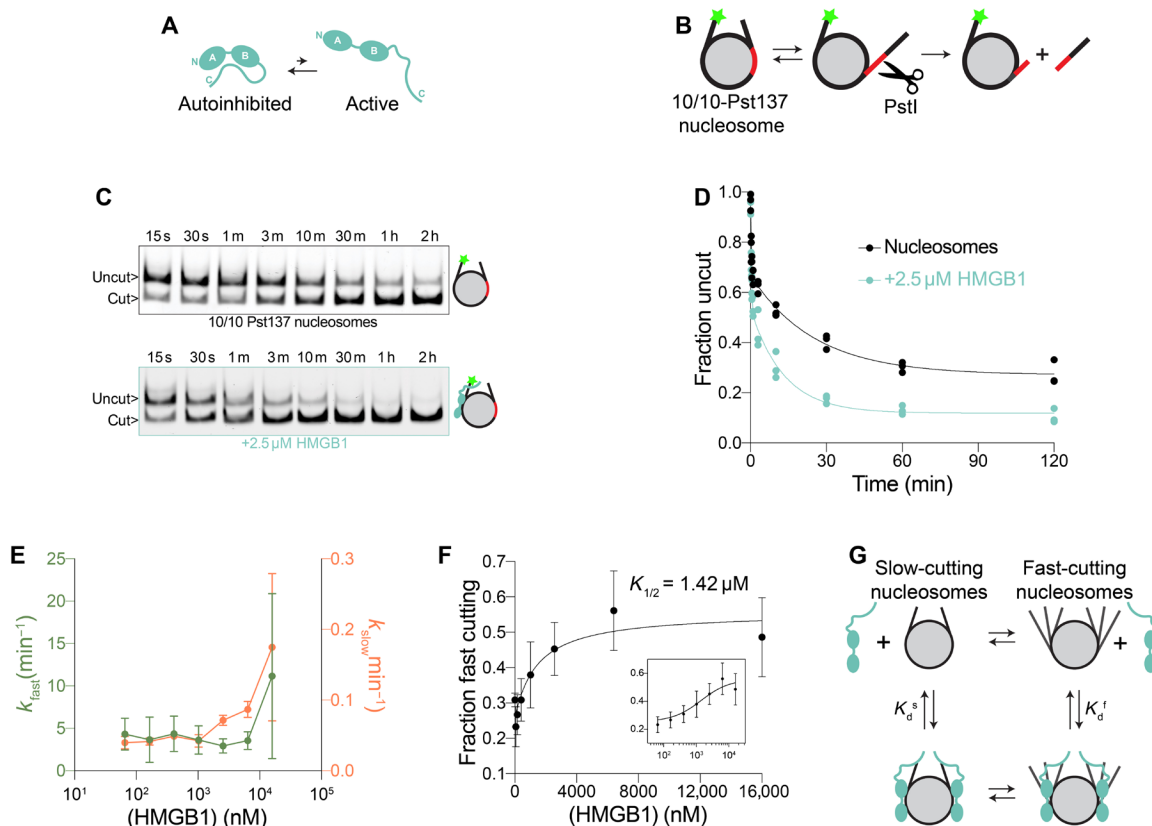 A
N
A
B
C
Autoinhibited
N
A
B
C
Active
B
10/10-Pst137
nucleosome
PstI
+
C
15 s 30 s 1 m 3 m 10 m 30 m 1 h 2 h
Uncut>
Cut>
10/10 Pst137 nucleosomes
15 s 30 s 1 m 3 m 10 m 30 m 1 h 2 h
Uncut>
Cut>
+2.5 µM HMGB1
D
Fraction uncut
1.0
0.8
0.6
0.4
0.2
0.0
Nucleosomes
+2.5 µM HMGB1
0 30 60 90 120
Time (min)
E
kfast(min−1)
25
20
15
10
5
0
0.3
0.2
0.1
0.0
kslow min−1)
10¹ 10² 10³ 10⁴ 10⁵
(HMGB1) (nM)
F
Fraction fast cutting
0.7
0.6
0.5
0.4
0.3
0.2
0.1
K1/2 = 1.42 µM
0.6
0.4
0.2
10² 10³ 10⁴
0 4000 8000 12,000 16,000
(HMGB1) (nM)
G
Slow-cutting
nucleosomes
Fast-cutting
nucleosomes
+
+
Kd s
Kd f